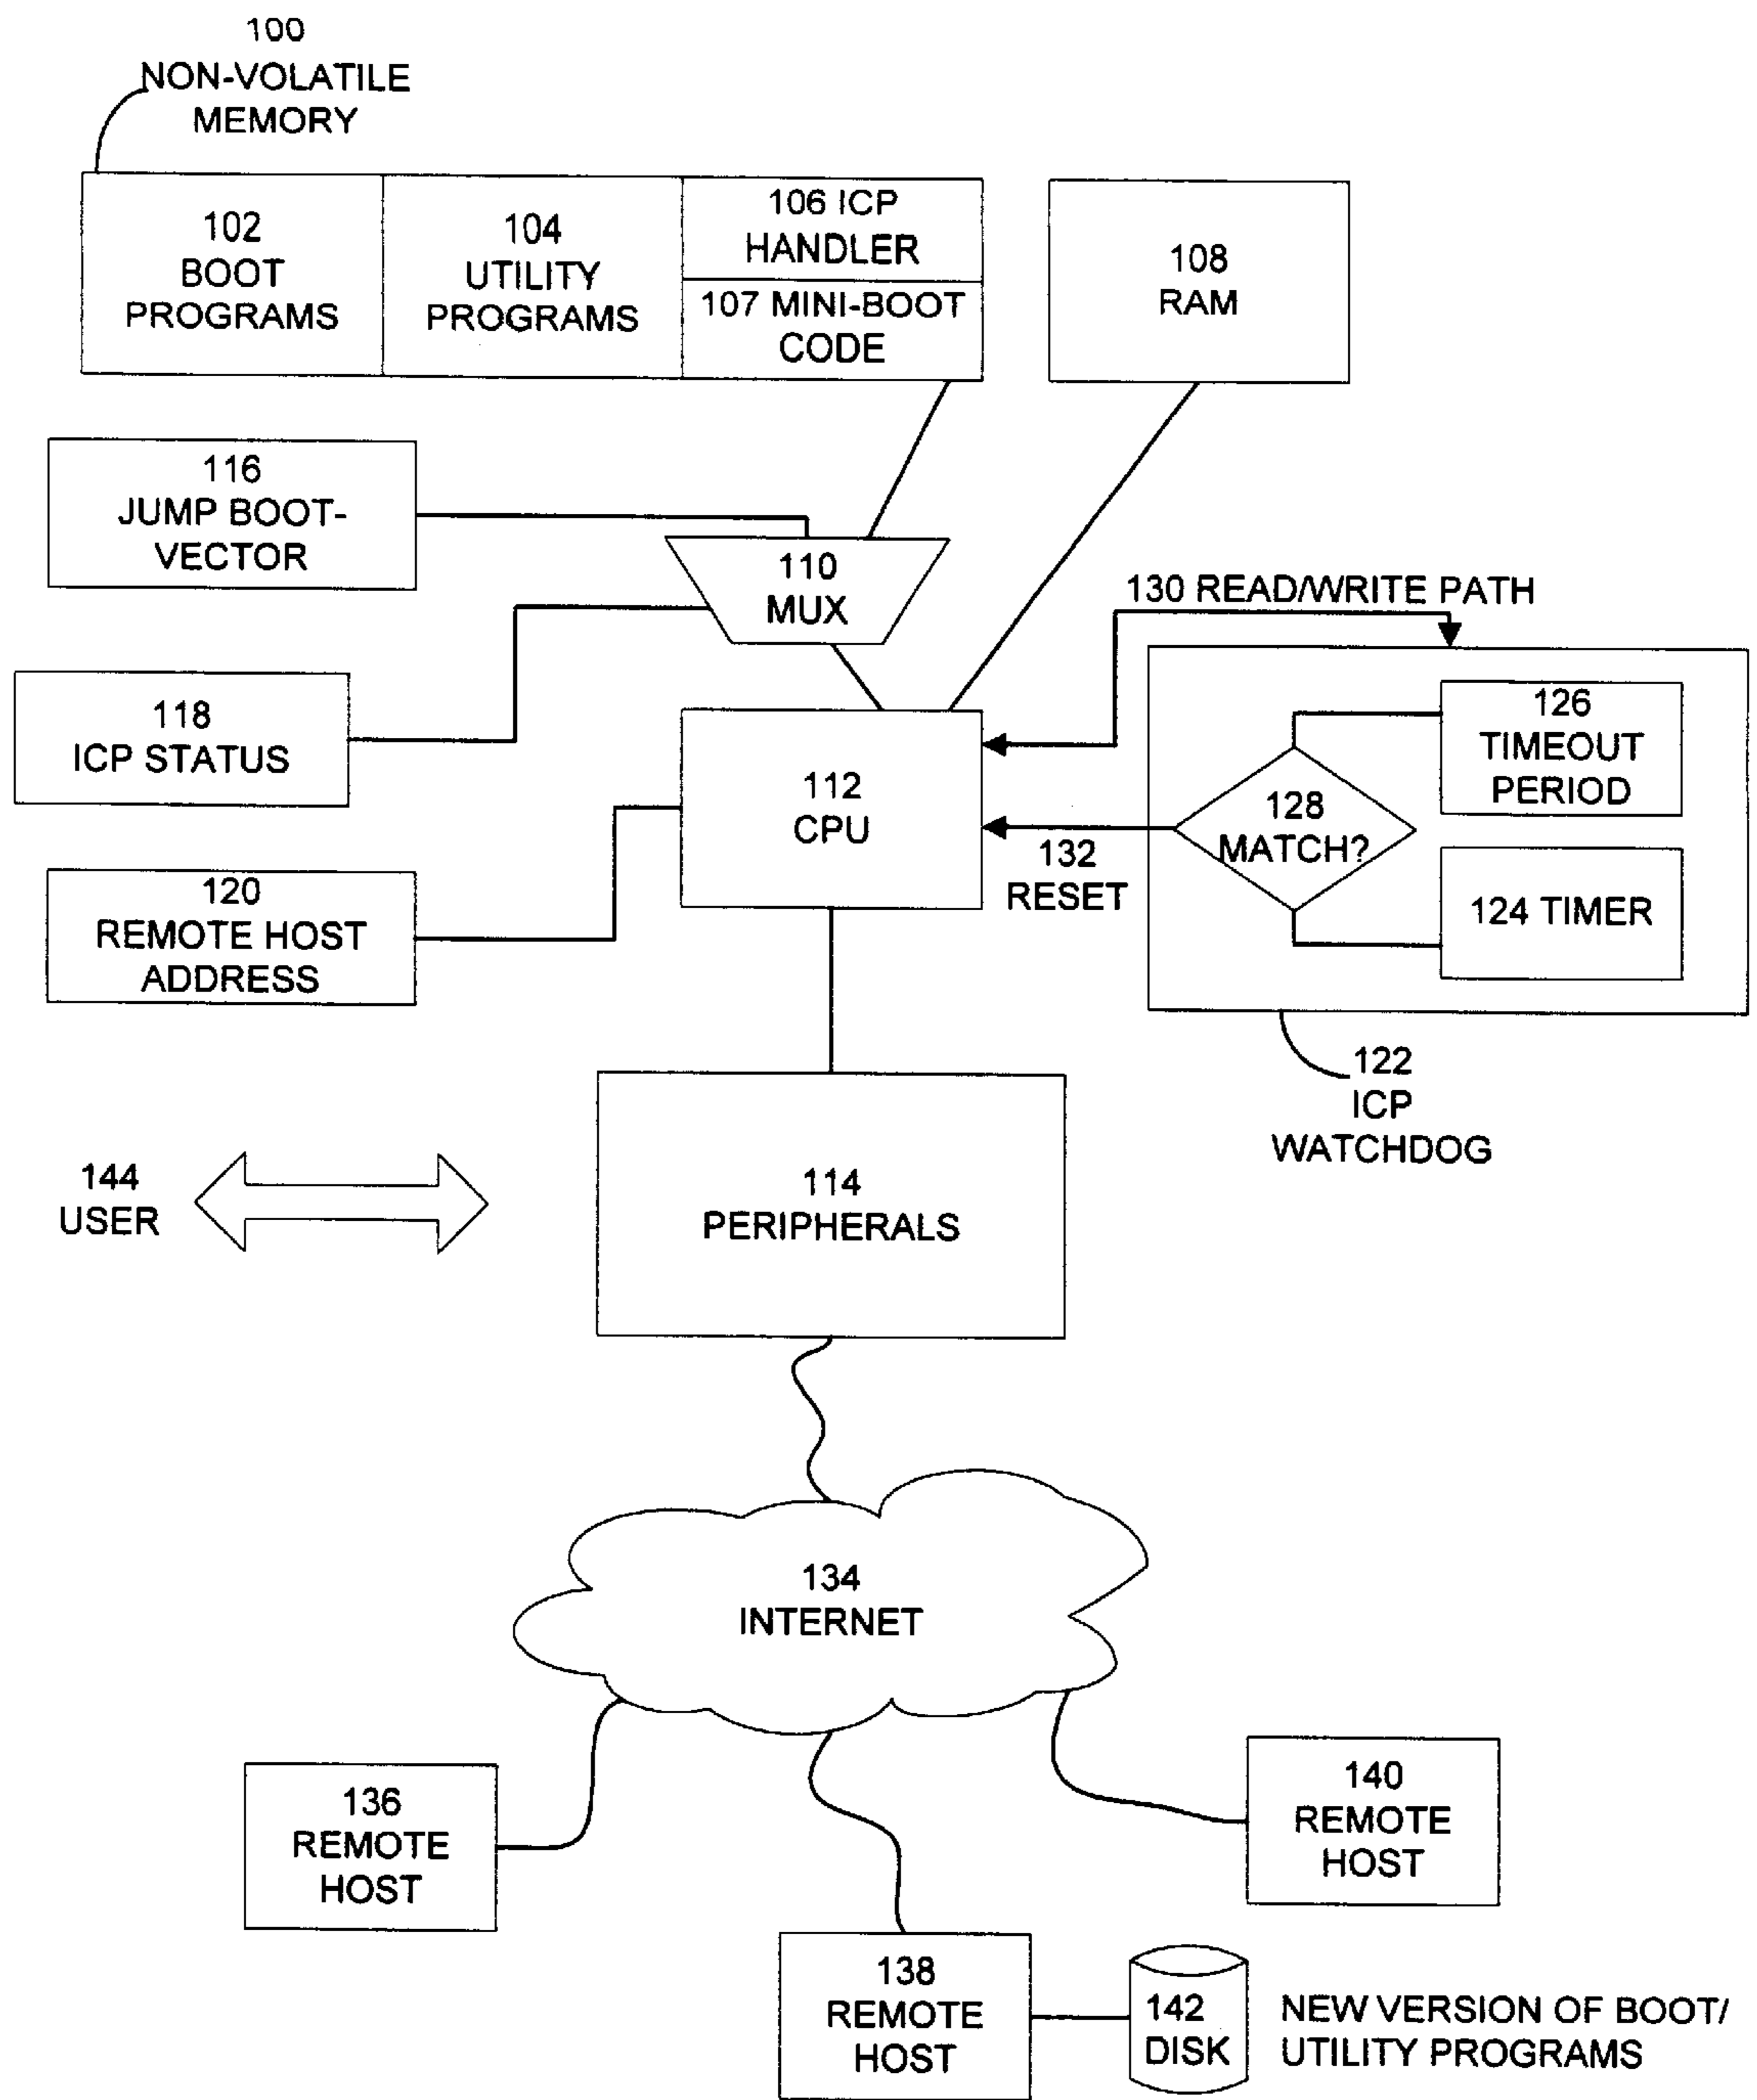 100
NON-VOLATILE
MEMORY
102
BOOT
PROGRAMS
104
UTILITY
PROGRAMS
106 ICP
HANDLER
107 MINI-BOOT
CODE
108
RAM
116
JUMP BOOT-
VECTOR
110
MUX
130 READ/WRITE PATH
118
ICP STATUS
112
CPU
126
TIMEOUT
PERIOD
128
MATCH?
132
RESET
124 TIMER
120
REMOTE HOST
ADDRESS
122
ICP
WATCHDOG
144
USER
114
PERIPHERALS
134
INTERNET
136
REMOTE
HOST
140
REMOTE
HOST
138
REMOTE
HOST
142
DISK
NEW VERSION OF BOOT/
UTILITY PROGRAMS